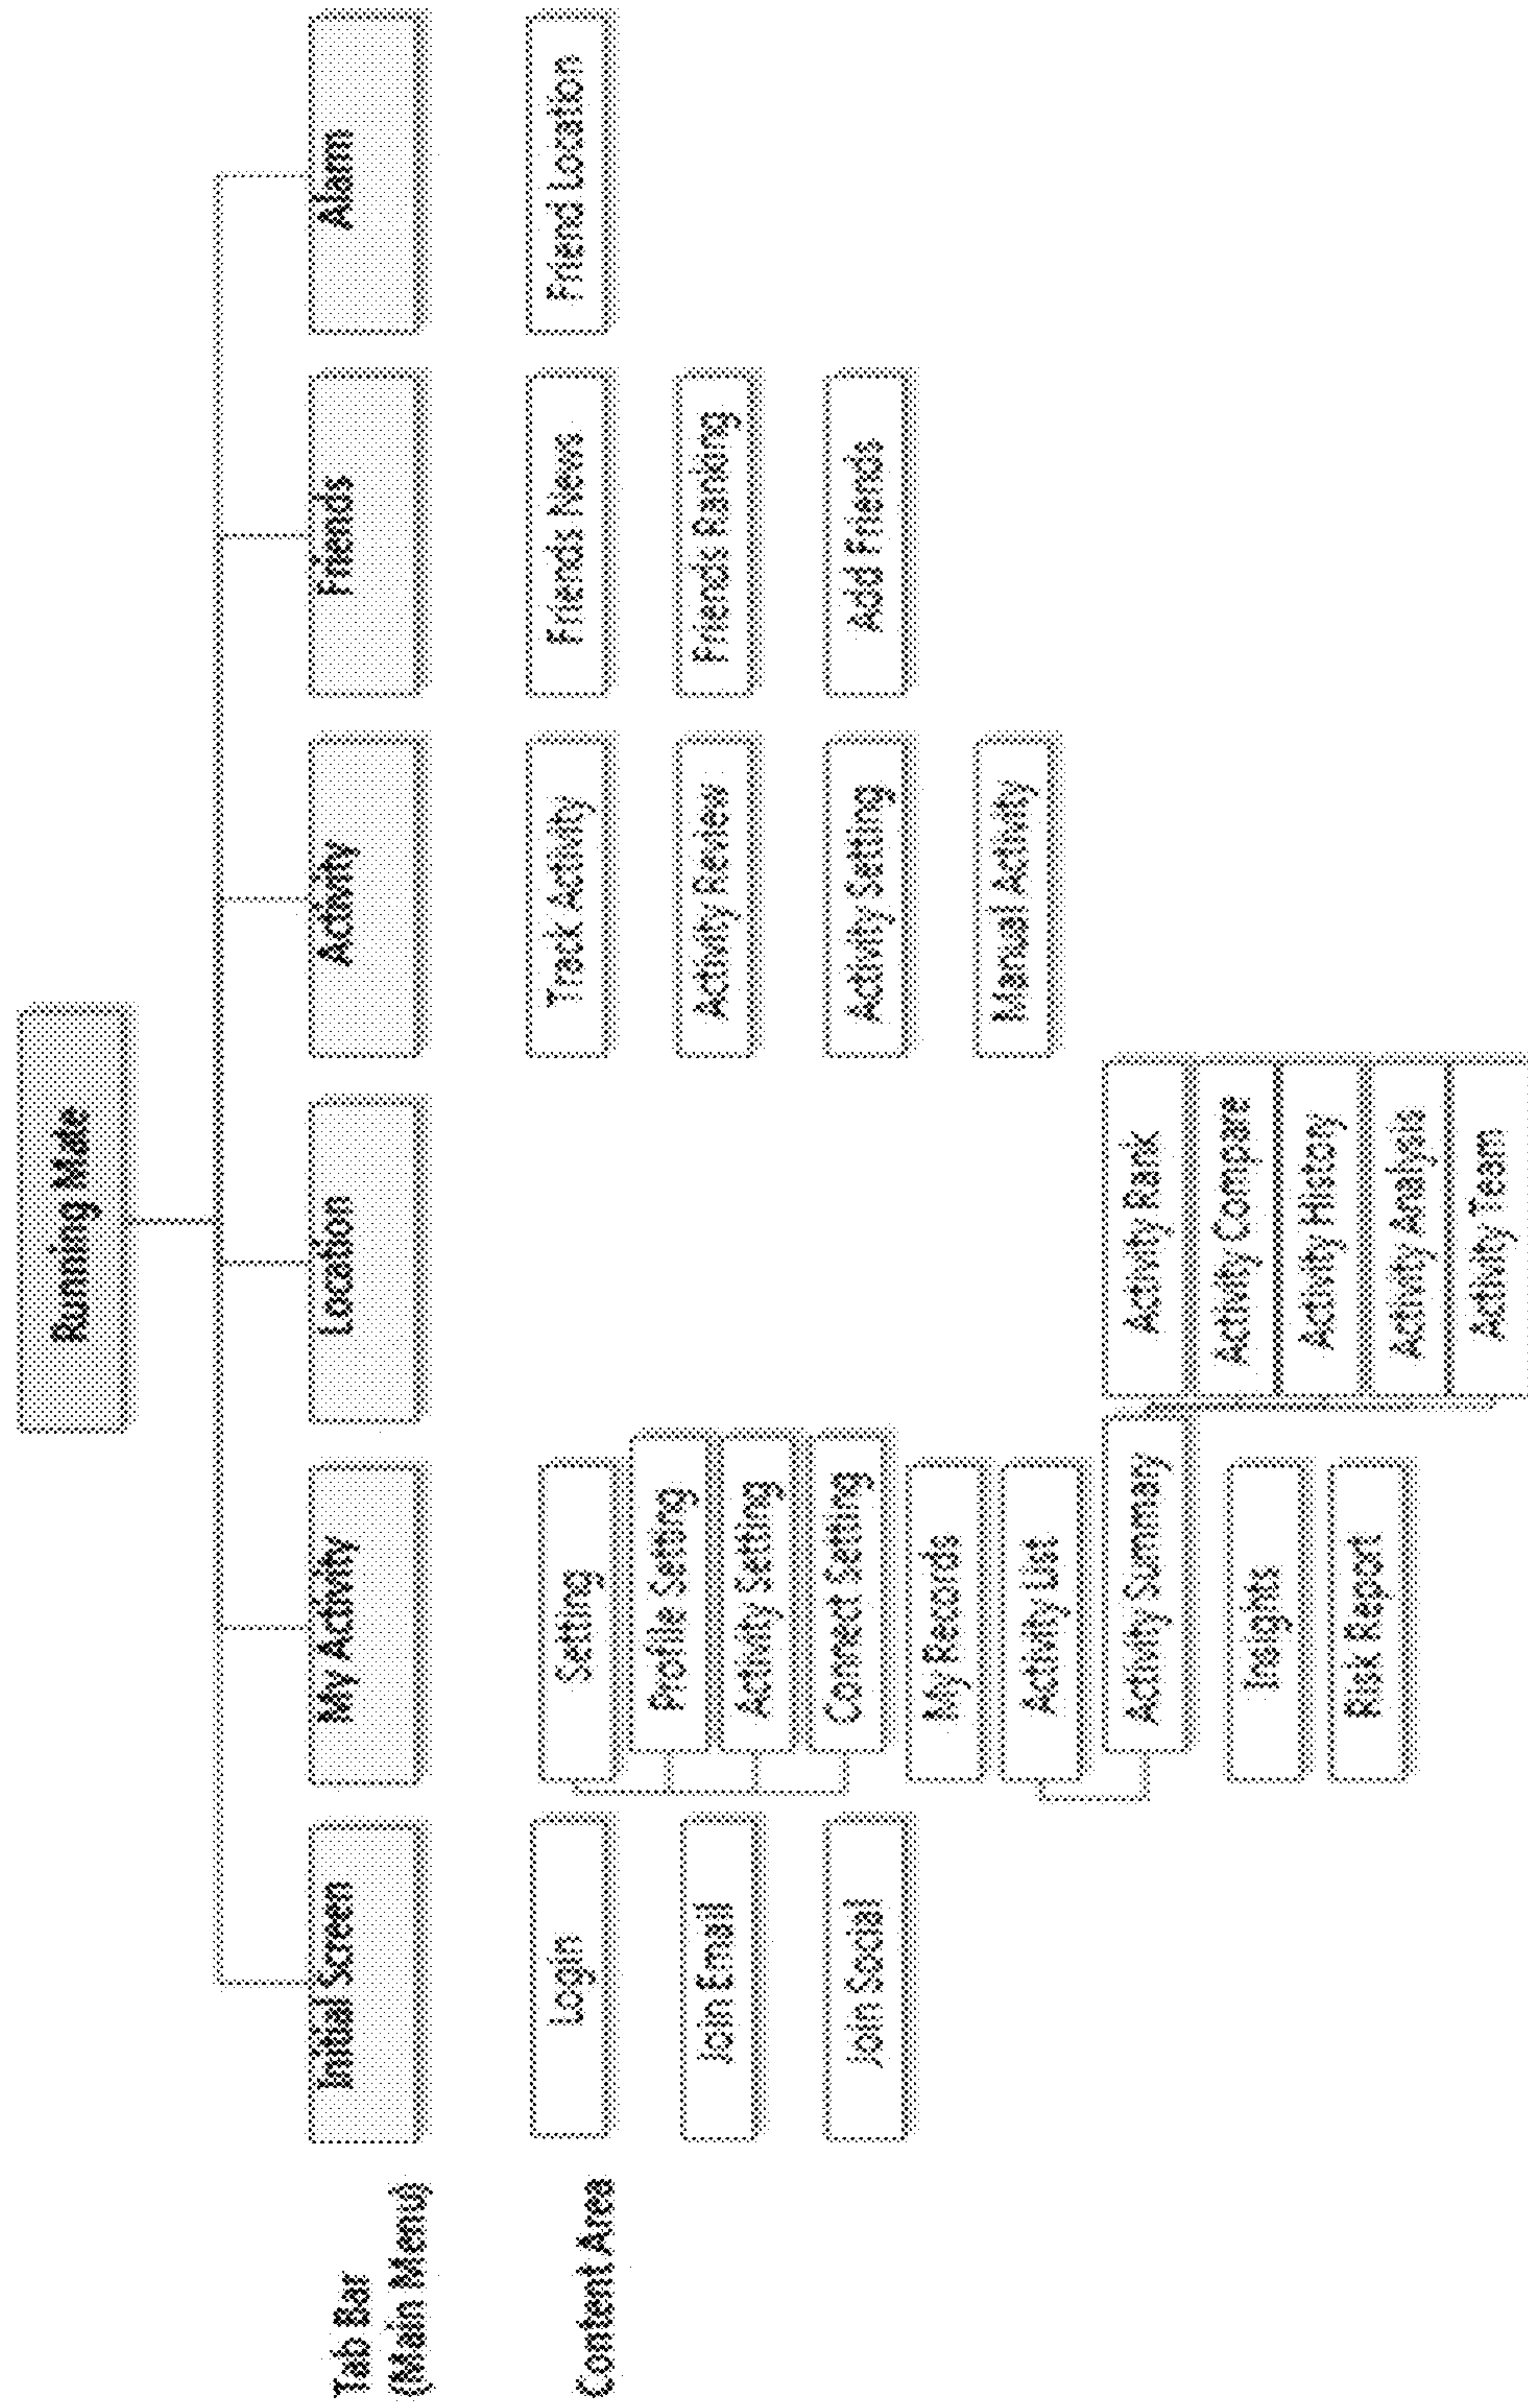 Running Mate
Tab Bar
(Main Menu)
Initial Screen
My Activity
Location
Activity
Friends
Alarm
Content Area
Login
Join Email
Join Social
Setting
Profile Setting
Activity Setting
Connect Setting
My Records
Activity List
Activity Summary
Insights
Risk Report
Activity Rank
Activity Compare
Activity History
Activity Analysis
Activity Team
Track Activity
Activity Review
Activity Setting
Manual Activity
Friends News
Friends Ranking
Add Friends
Friend Location